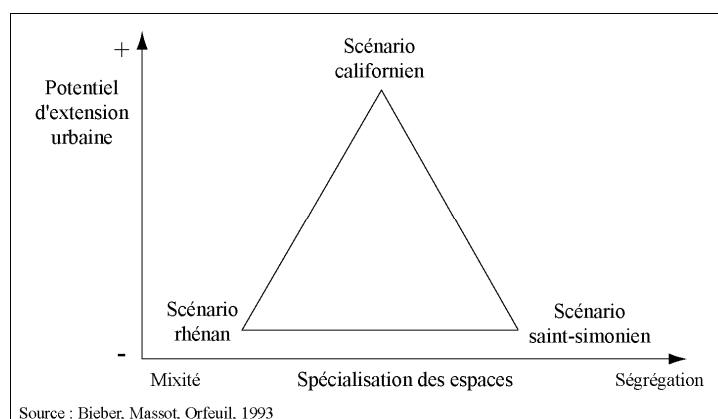 +
Potentiel
d'extension
urbaine
Scénario
californien
Scénario
rhénan
Scénario
saint-simonien
-
Mixité
Spécialisation des espaces
Ségrégation
Source : Bieber, Massot, Orfeuil, 1993